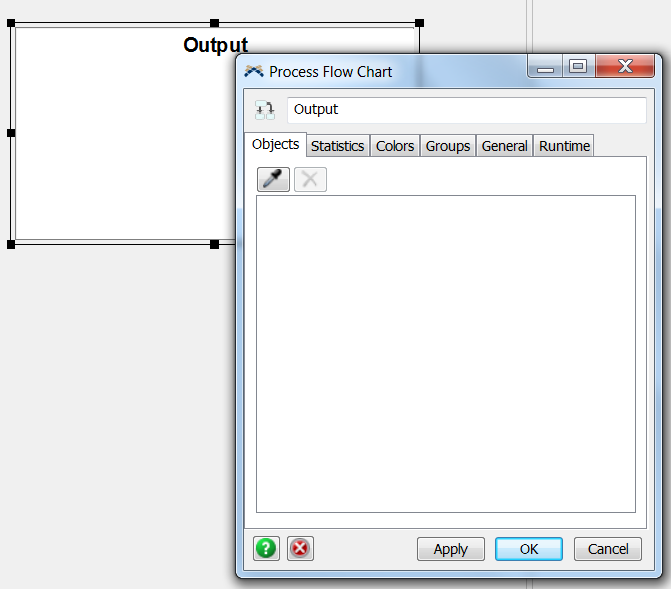 Output
Process Flow Chart
Output
Objects Statistics Colors Groups General Runtime
Apply OK Cancel